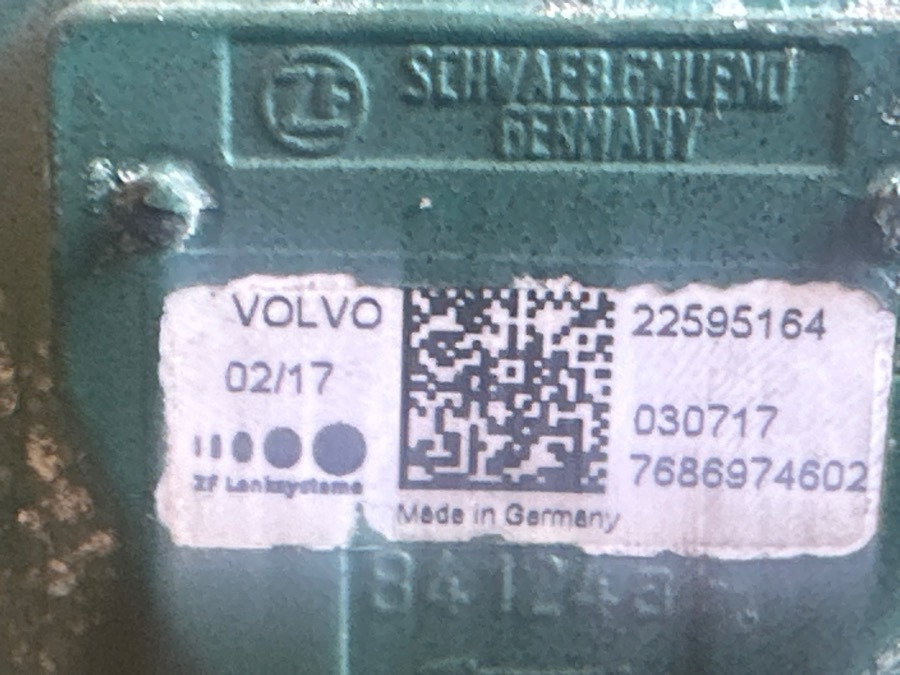 ZF
SCHWAEB.GMUEND
GERMANY
VOLVO
02/17
ZF Lenksysteme
22595164
030717
7686974602
Made in Germany